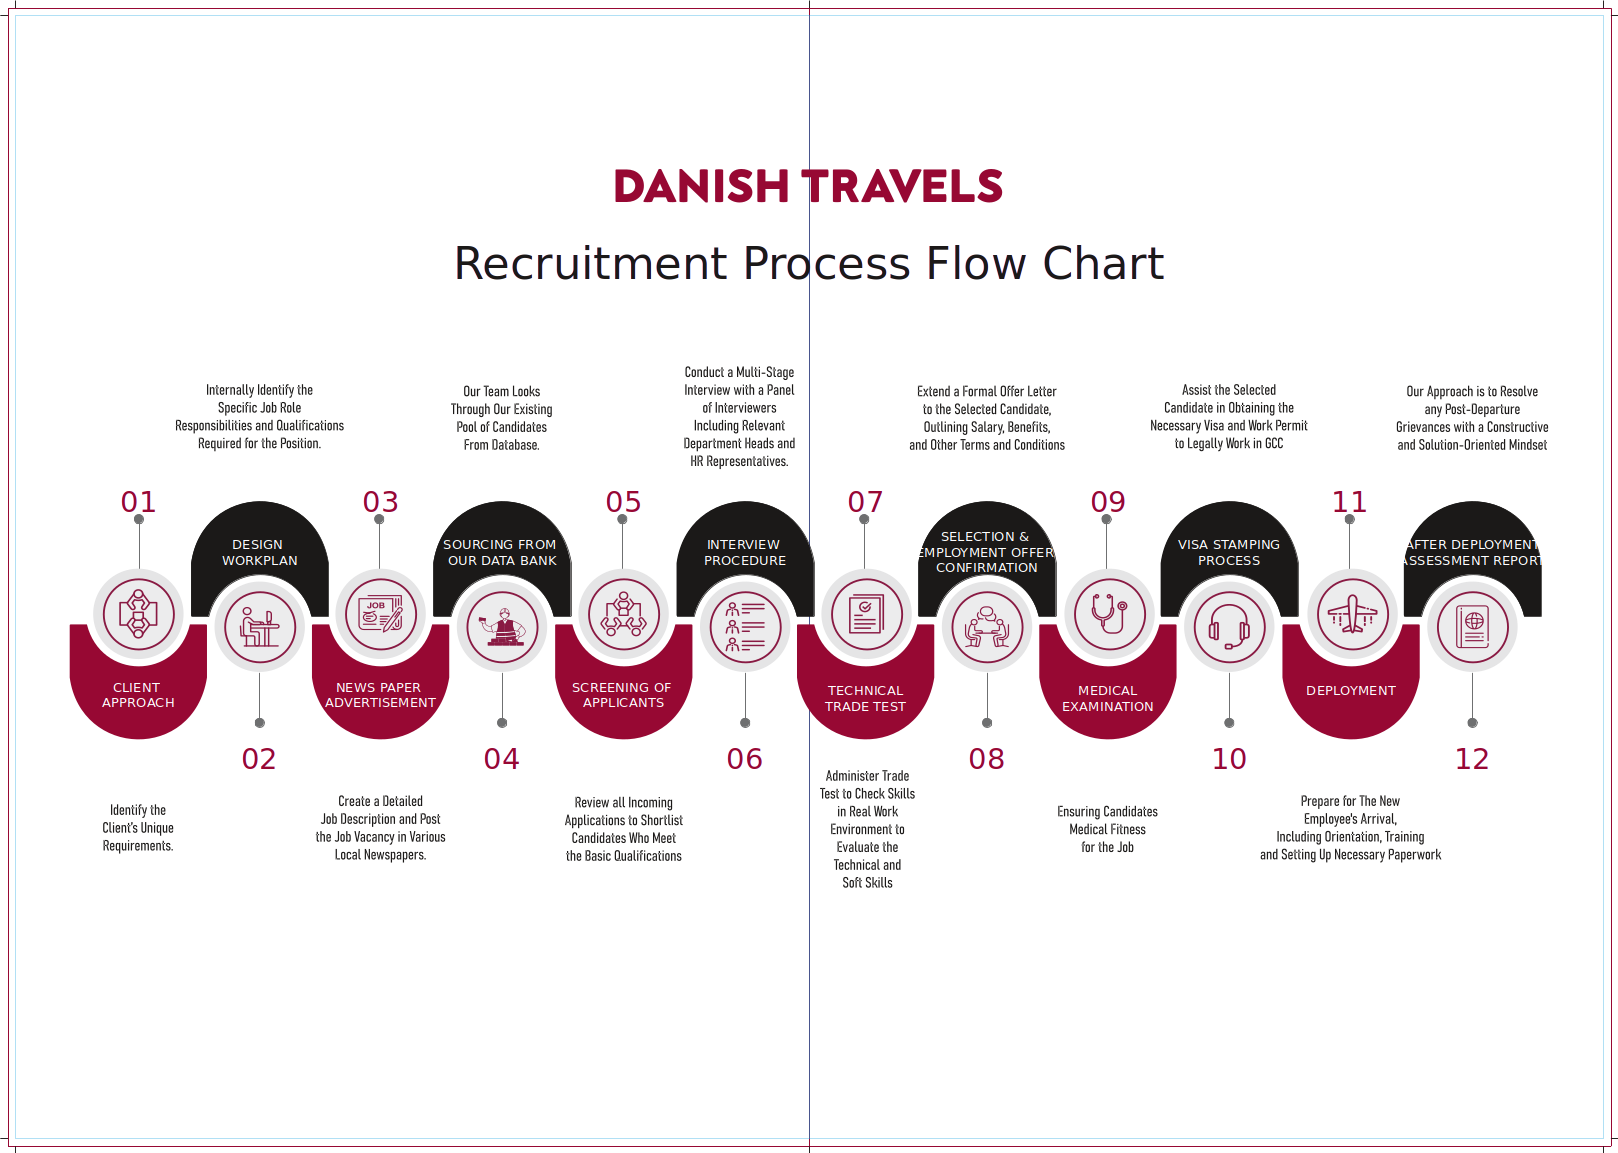 DANISH TRAVELS
Recruitment Process Flow Chart
01
CLIENT
APPROACH
Identify the
Client's Unique
Requirements.
Internally Identify the
Specific Job Role
Responsibilities and Qualifications
Required for the Position.
DESIGN
WORKPLAN
02
03
JOB
NEWS PAPER
ADVERTISEMENT
Create a Detailed
Job Description and Post
the Job Vacancy in Various
Local Newspapers.
Our Team Looks
Through Our Existing
Pool of Candidates
From Database.
SOURCING FROM
OUR DATA BANK
04
05
SCREENING OF
APPLICANTS
Review all Incoming
Applications to Shortlist
Candidates Who Meet
the Basic Qualifications
Conduct a Multi-Stage
Interview with a Panel
of Interviewers
Including Relevant
Department Heads and
HR Representatives.
INTERVIEW
PROCEDURE
06
07
TECHNICAL
TRADE TEST
Administer Trade
Test to Check Skills
in Real Work
Environment to
Evaluate the
Technical and
Soft Skills
Extend a Formal Offer Letter
to the Selected Candidate,
Outlining Salary, Benefits,
and Other Terms and Conditions
SELECTION &
EMPLOYMENT OFFER
CONFIRMATION
08
09
MEDICAL
EXAMINATION
Ensuring Candidates
Medical Fitness
for the Job
Assist the Selected
Candidate in Obtaining the
Necessary Visa and Work Permit
to Legally Work in GCC
VISA STAMPING
PROCESS
10
11
DEPLOYMENT
Prepare for The New
Employee's Arrival,
Including Orientation, Training
and Setting Up Necessary Paperwork
Our Approach is to Resolve
any Post-Departure
Grievances with a Constructive
and Solution-Oriented Mindset
AFTER DEPLOYMENT
ASSESSMENT REPORT
12